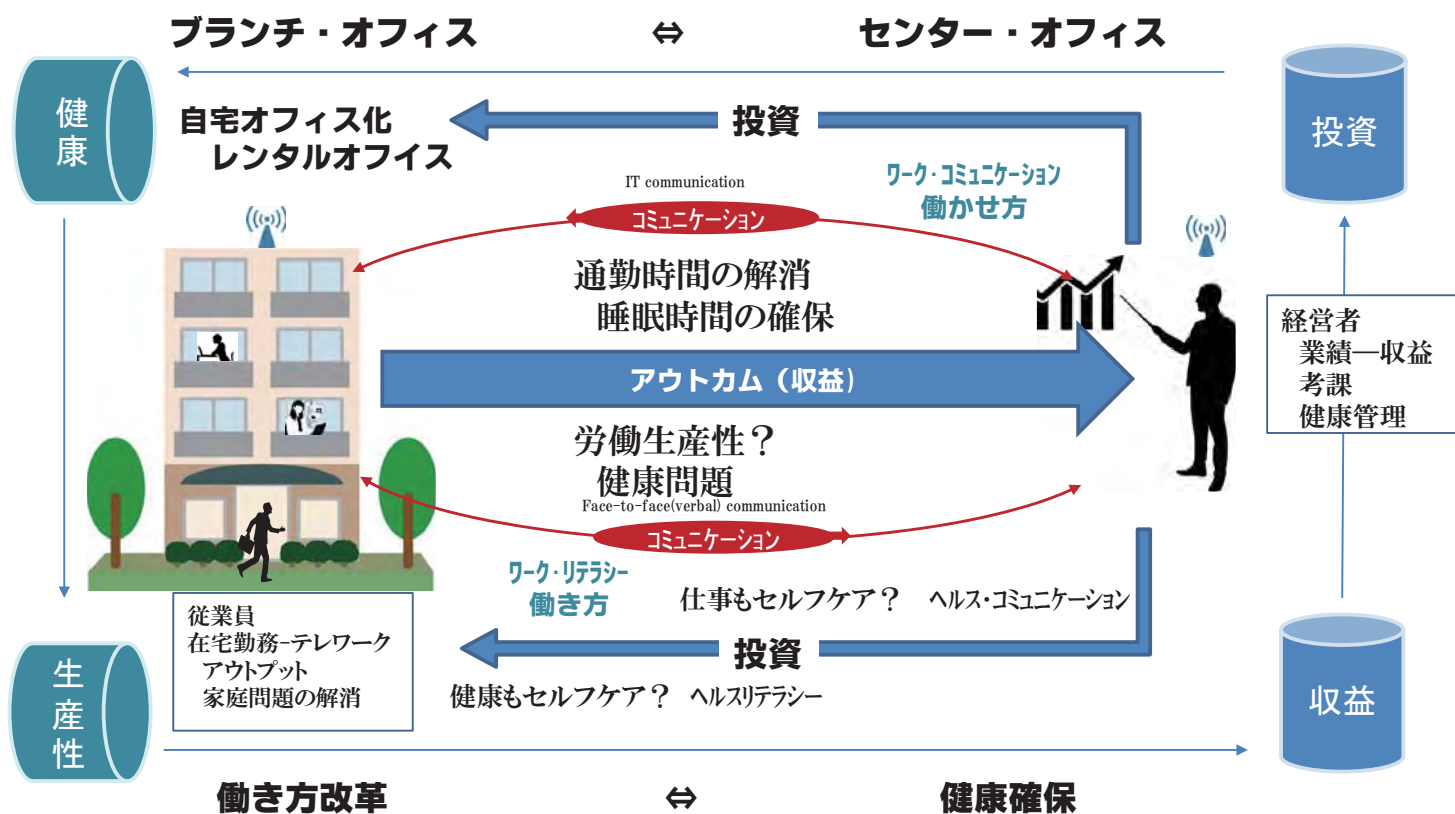 ブランチ・オフィス ⇔ センター・オフィス
健康
投資
自宅オフィス化
レンタルオフイス
投資
IT communication
コミュニケーション
ワーク・コミュニケーション
働かせ方
通勤時間の解消
睡眠時間の確保
アウトカム（収益）
経営者
業績―収益
考課
健康管理
労働生産性？
健康問題
Face-to-face(verbal) communication
コミュニケーション
ワーク・リテラシー
働き方
仕事もセルフケア？ ヘルス・コミュニケーション
従業員
在宅勤務-テレワーク
アウトプット
家庭問題の解消
投資
健康もセルフケア？ ヘルスリテラシー
生産性
収益
働き方改革 ⇔ 健康確保